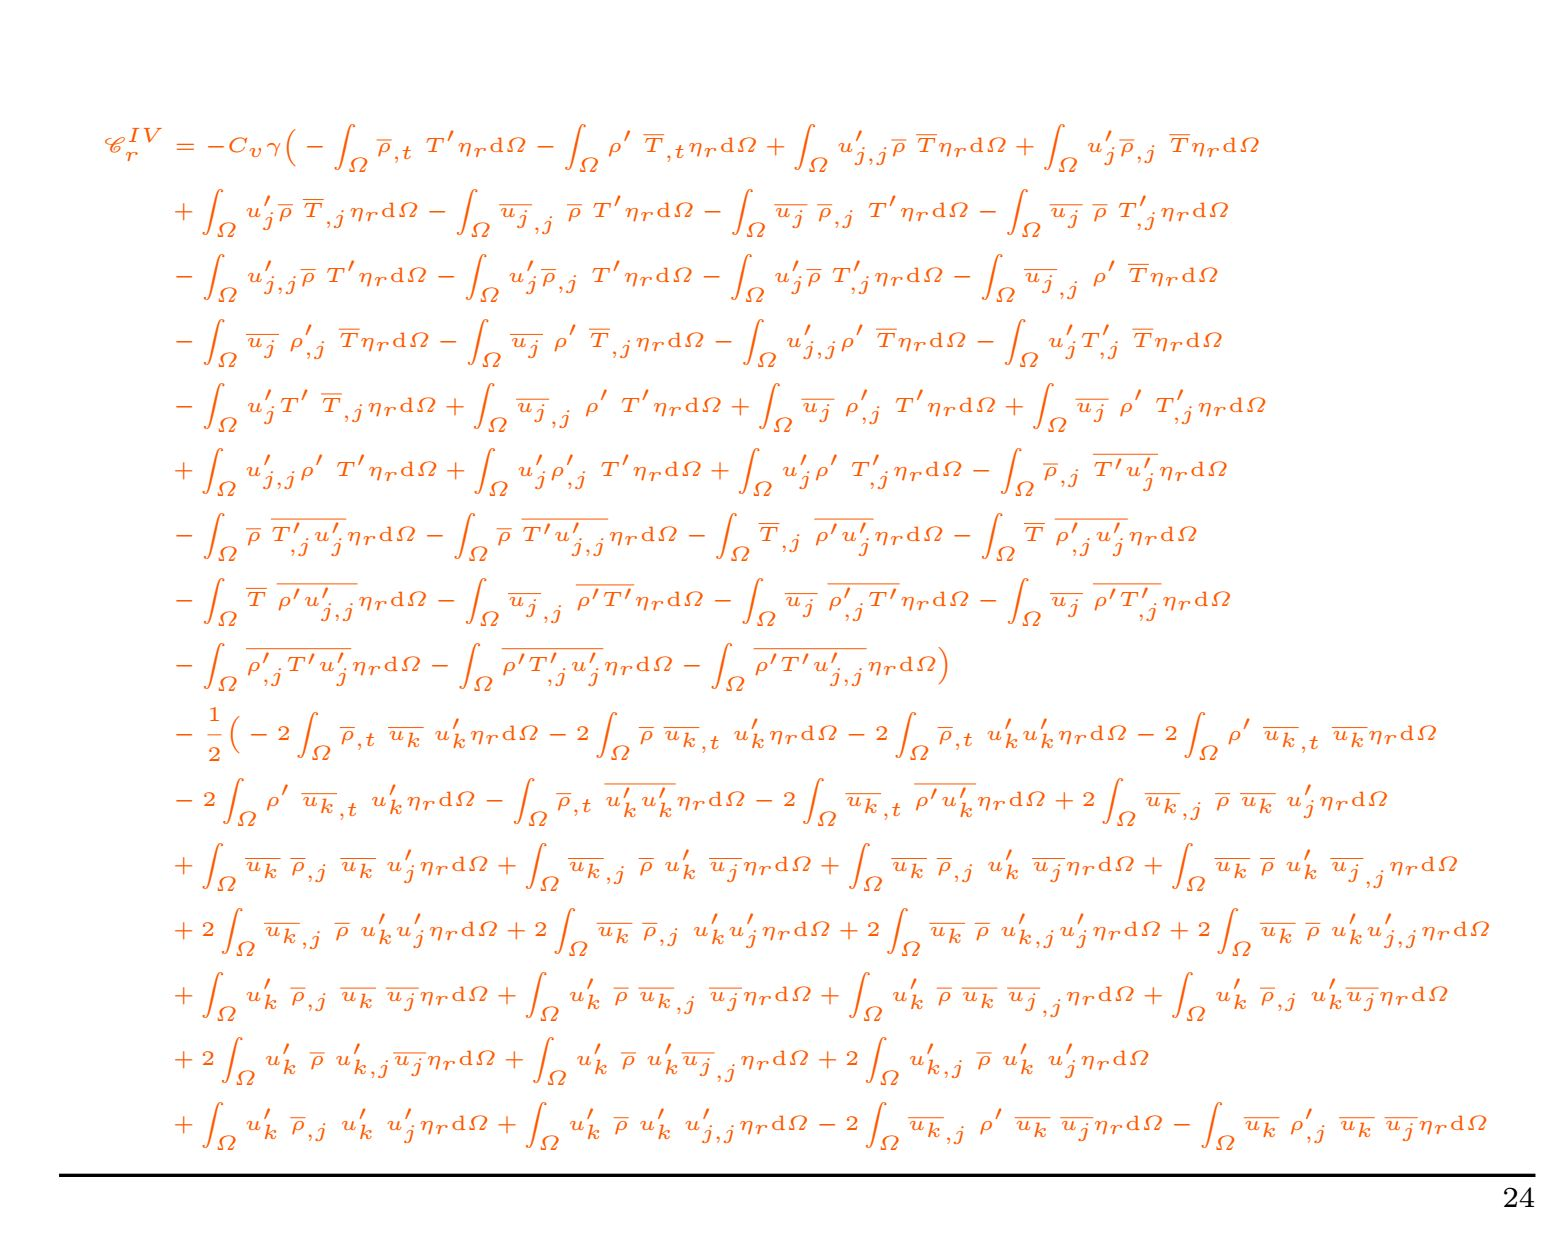 𝒞_r^{IV} = −C_v γ( − ∫_Ω ρ̅_{,t} T′ η_r dΩ − ∫_Ω ρ′ T̅_{,t} η_r dΩ + ∫_Ω u′_{j,j} ρ̅ T̅ η_r dΩ + ∫_Ω u′_j ρ̅_{,j} T̅ η_r dΩ
+ ∫_Ω u′_j ρ̅ T̅_{,j} η_r dΩ − ∫_Ω \overline{u_j}_{,j} ρ̅ T′ η_r dΩ − ∫_Ω \overline{u_j} ρ̅_{,j} T′ η_r dΩ − ∫_Ω \overline{u_j} ρ̅ T′_{,j} η_r dΩ
− ∫_Ω u′_{j,j} ρ̅ T′ η_r dΩ − ∫_Ω u′_j ρ̅_{,j} T′ η_r dΩ − ∫_Ω u′_j ρ̅ T′_{,j} η_r dΩ − ∫_Ω \overline{u_j}_{,j} ρ′ T̅ η_r dΩ
− ∫_Ω \overline{u_j} ρ′_{,j} T̅ η_r dΩ − ∫_Ω \overline{u_j} ρ′ T̅_{,j} η_r dΩ − ∫_Ω u′_{j,j} ρ′ T̅ η_r dΩ − ∫_Ω u′_j T′_{,j} T̅ η_r dΩ
− ∫_Ω u′_j T′ T̅_{,j} η_r dΩ + ∫_Ω \overline{u_j}_{,j} ρ′ T′ η_r dΩ + ∫_Ω \overline{u_j} ρ′_{,j} T′ η_r dΩ + ∫_Ω \overline{u_j} ρ′ T′_{,j} η_r dΩ
+ ∫_Ω u′_{j,j} ρ′ T′ η_r dΩ + ∫_Ω u′_j ρ′_{,j} T′ η_r dΩ + ∫_Ω u′_j ρ′ T′_{,j} η_r dΩ − ∫_Ω ρ̅_{,j} \overline{T′ u′_j} η_r dΩ
− ∫_Ω ρ̅ \overline{T′_{,j} u′_j} η_r dΩ − ∫_Ω ρ̅ \overline{T′ u′_{j,j}} η_r dΩ − ∫_Ω T̅_{,j} \overline{ρ′ u′_j} η_r dΩ − ∫_Ω T̅ \overline{ρ′_{,j} u′_j} η_r dΩ
− ∫_Ω T̅ \overline{ρ′ u′_{j,j}} η_r dΩ − ∫_Ω \overline{u_j}_{,j} \overline{ρ′ T′} η_r dΩ − ∫_Ω \overline{u_j} \overline{ρ′_{,j} T′} η_r dΩ − ∫_Ω \overline{u_j} \overline{ρ′ T′_{,j}} η_r dΩ
− ∫_Ω \overline{ρ′_{,j} T′ u′_j} η_r dΩ − ∫_Ω \overline{ρ′ T′_{,j} u′_j} η_r dΩ − ∫_Ω \overline{ρ′ T′ u′_{j,j}} η_r dΩ)
− \frac{1}{2}( − 2 ∫_Ω ρ̅_{,t} \overline{u_k} u′_k η_r dΩ − 2 ∫_Ω ρ̅ \overline{u_k}_{,t} u′_k η_r dΩ − 2 ∫_Ω ρ̅_{,t} u′_k u′_k η_r dΩ − 2 ∫_Ω ρ′ \overline{u_k}_{,t} \overline{u_k} η_r dΩ
− 2 ∫_Ω ρ′ \overline{u_k}_{,t} u′_k η_r dΩ − ∫_Ω ρ̅_{,t} \overline{u′_k u′_k} η_r dΩ − 2 ∫_Ω \overline{u_k}_{,t} \overline{ρ′ u′_k} η_r dΩ + 2 ∫_Ω \overline{u_k}_{,j} ρ̅ \overline{u_k} u′_j η_r dΩ
+ ∫_Ω \overline{u_k} ρ̅_{,j} \overline{u_k} u′_j η_r dΩ + ∫_Ω \overline{u_k}_{,j} ρ̅ u′_k \overline{u_j} η_r dΩ + ∫_Ω \overline{u_k} ρ̅_{,j} u′_k \overline{u_j} η_r dΩ + ∫_Ω \overline{u_k} ρ̅ u′_k \overline{u_j}_{,j} η_r dΩ
+ 2 ∫_Ω \overline{u_k}_{,j} ρ̅ u′_k u′_j η_r dΩ + 2 ∫_Ω \overline{u_k} ρ̅_{,j} u′_k u′_j η_r dΩ + 2 ∫_Ω \overline{u_k} ρ̅ u′_{k,j} u′_j η_r dΩ + 2 ∫_Ω \overline{u_k} ρ̅ u′_k u′_{j,j} η_r dΩ
+ ∫_Ω u′_k ρ̅_{,j} \overline{u_k} \overline{u_j} η_r dΩ + ∫_Ω u′_k ρ̅ \overline{u_k}_{,j} \overline{u_j} η_r dΩ + ∫_Ω u′_k ρ̅ \overline{u_k} \overline{u_j}_{,j} η_r dΩ + ∫_Ω u′_k ρ̅_{,j} u′_k \overline{u_j} η_r dΩ
+ 2 ∫_Ω u′_k ρ̅ u′_{k,j} \overline{u_j} η_r dΩ + ∫_Ω u′_k ρ̅ u′_k \overline{u_j}_{,j} η_r dΩ + 2 ∫_Ω u′_{k,j} ρ̅ u′_k u′_j η_r dΩ
+ ∫_Ω u′_k ρ̅_{,j} u′_k u′_j η_r dΩ + ∫_Ω u′_k ρ̅ u′_k u′_{j,j} η_r dΩ − 2 ∫_Ω \overline{u_k}_{,j} ρ′ \overline{u_k} \overline{u_j} η_r dΩ − ∫_Ω \overline{u_k} ρ′_{,j} \overline{u_k} \overline{u_j} η_r dΩ
24